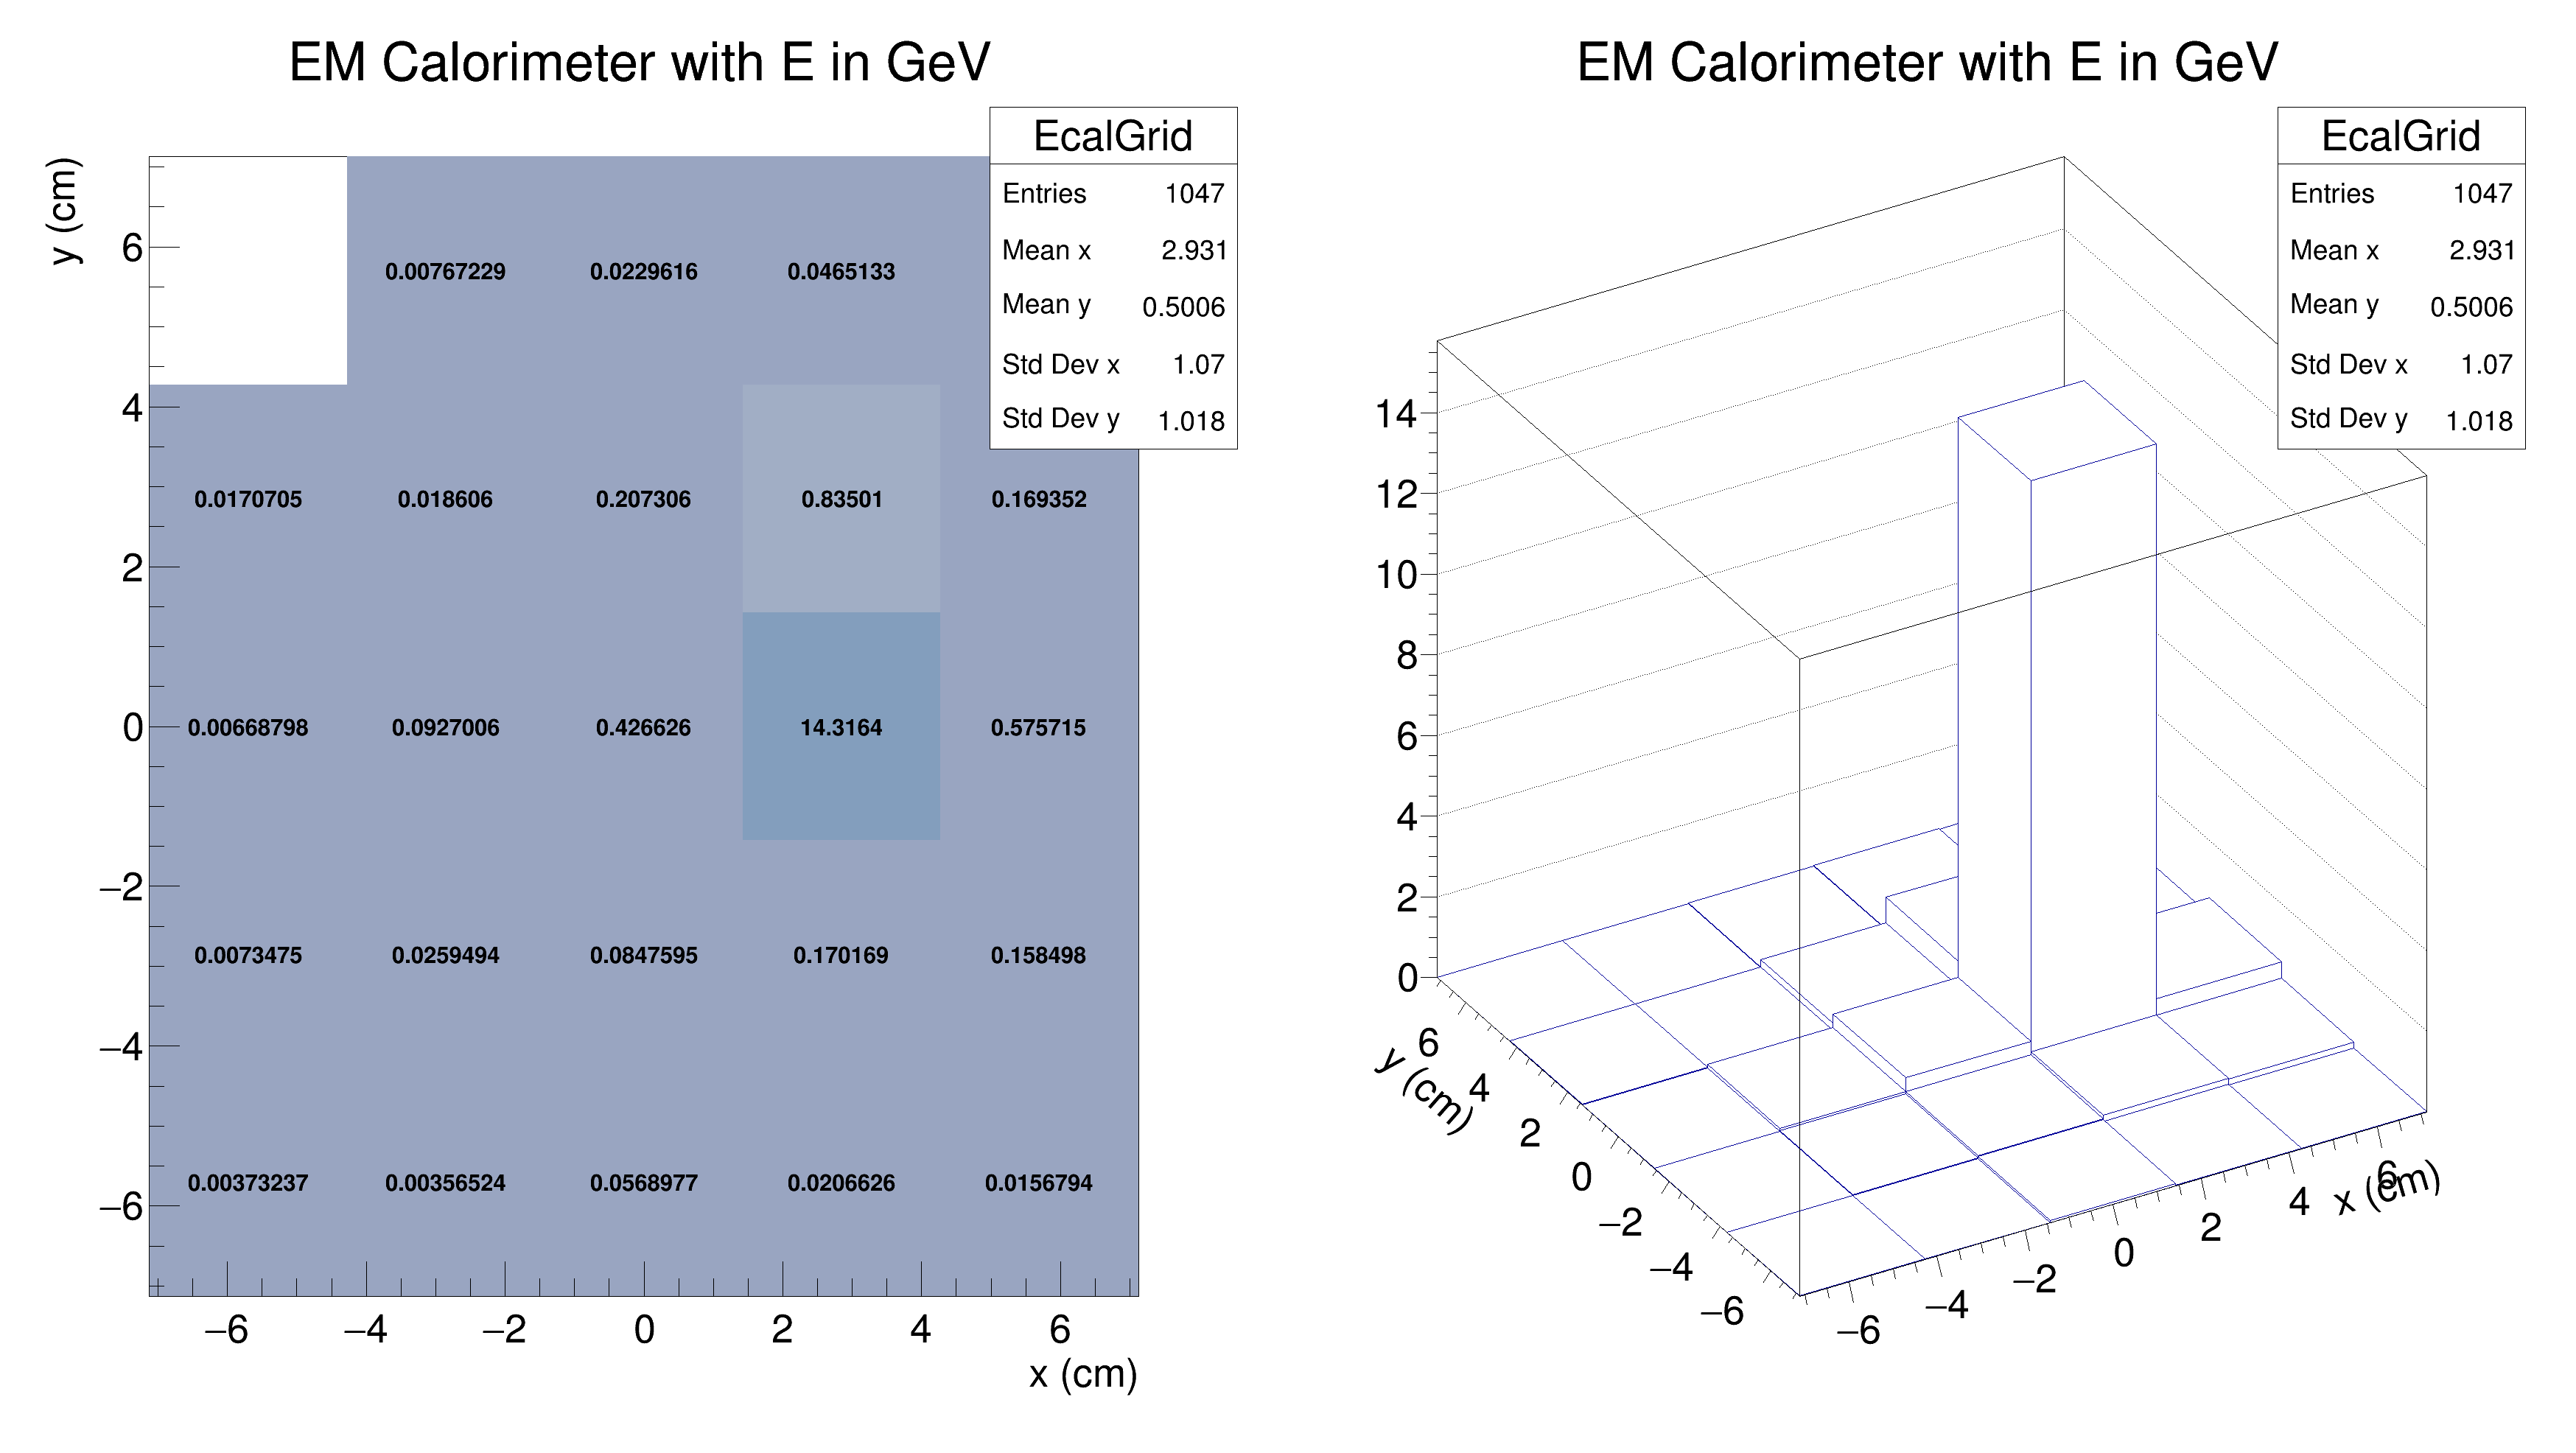 EM Calorimeter with E in GeV
EcalGrid
Entries 1047
Mean x 2.931
Mean y 0.5006
Std Dev x 1.07
Std Dev y 1.018
y (cm)
6
4
2
0
−2
−4
−6
0.00767229 0.0229616 0.0465133
0.0170705 0.018606 0.207306 0.83501 0.169352
0.00668798 0.0927006 0.426626 14.3164 0.575715
0.0073475 0.0259494 0.0847595 0.170169 0.158498
0.00373237 0.00356524 0.0568977 0.0206626 0.0156794
−6 −4 −2 0 2 4 6
x (cm)
EM Calorimeter with E in GeV
EcalGrid
Entries 1047
Mean x 2.931
Mean y 0.5006
Std Dev x 1.07
Std Dev y 1.018
14
12
10
8
6
4
2
0
y (cm)
6
4
2
0
−2
−4
−6
−6 −4 −2 0 2 4 6
x (cm)